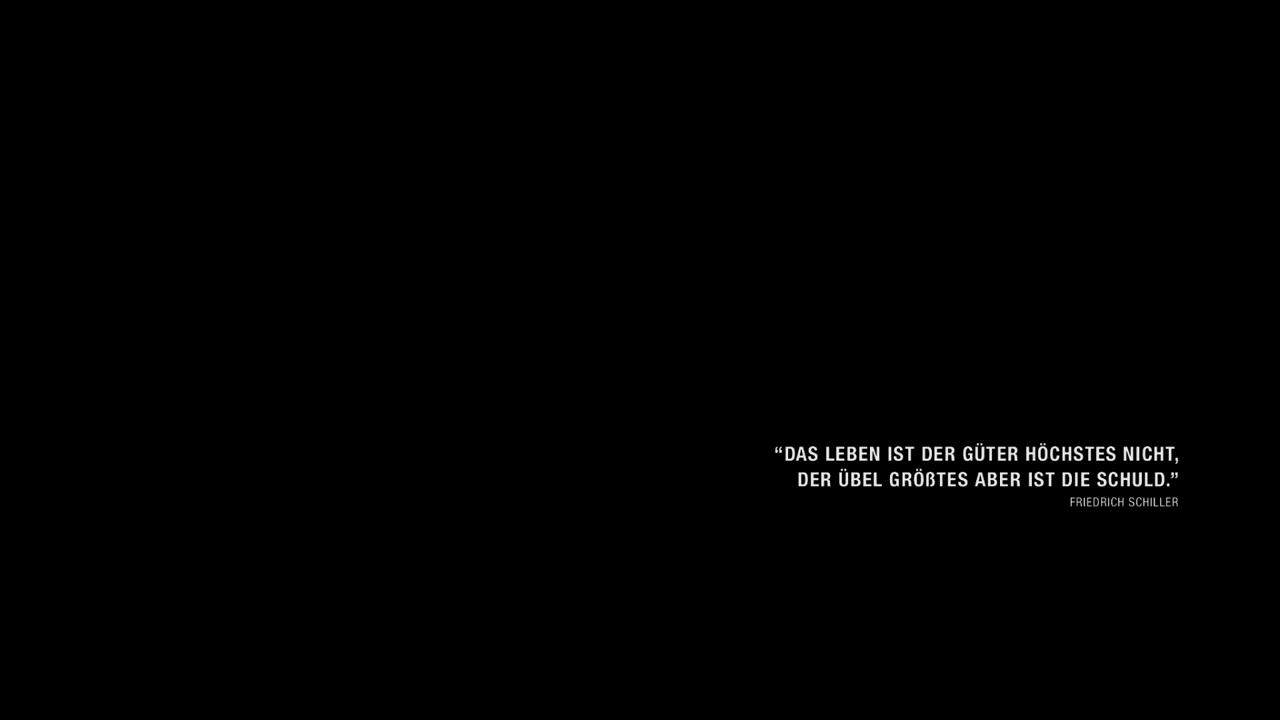 “DAS LEBEN IST DER GÜTER HÖCHSTES NICHT,
DER ÜBEL GRÖßTES ABER IST DIE SCHULD.”
FRIEDRICH SCHILLER